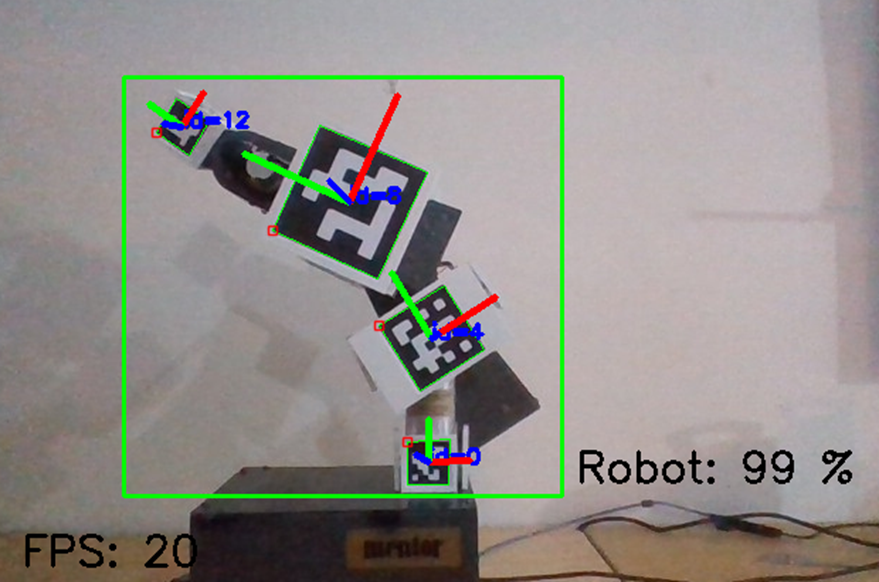 id=12
id=8
id=4
id=0
Robot: 99 %
FPS: 20
mentor